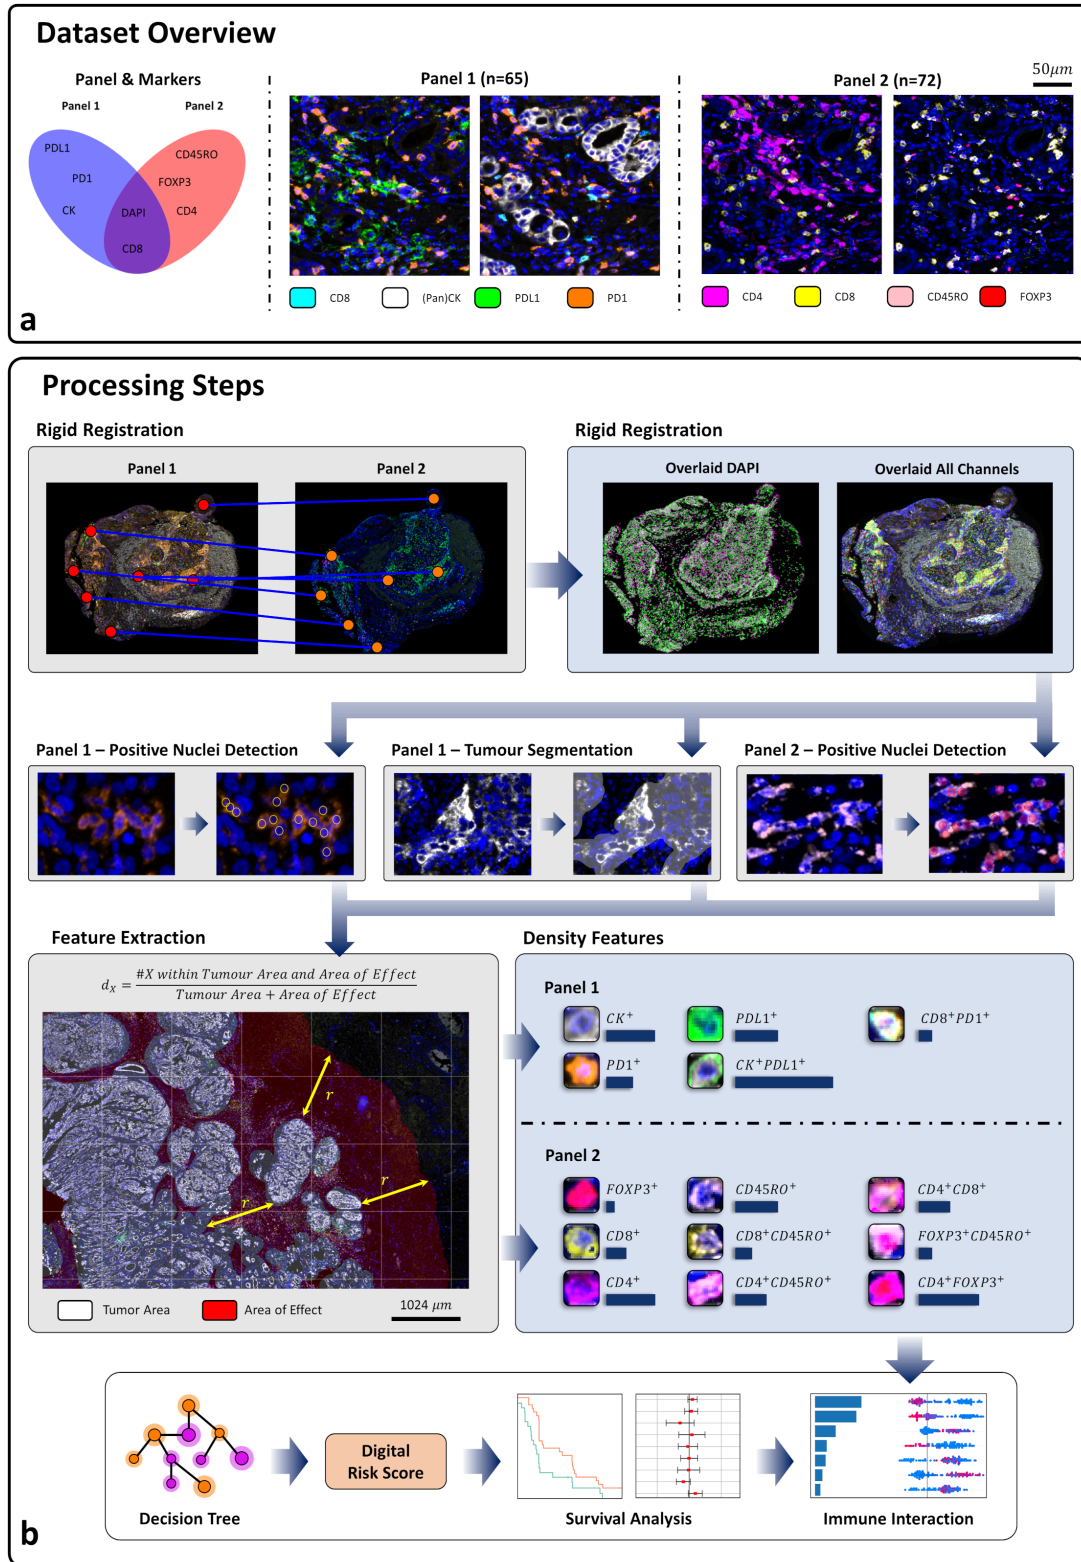 Dataset Overview
Panel & Markers
Panel 1
Panel 2
PDL1
PD1
CK
DAPI
CD8
CD45RO
FOXP3
CD4
Panel 1 (n=65)
CD8
(Pan)CK
PDL1
PD1
Panel 2 (n=72)
50μm
CD4
CD8
CD45RO
FOXP3
a
Processing Steps
Rigid Registration
Panel 1
Panel 2
Rigid Registration
Overlaid DAPI
Overlaid All Channels
Panel 1 – Positive Nuclei Detection
Panel 1 – Tumour Segmentation
Panel 2 – Positive Nuclei Detection
Feature Extraction
d_X = #X within Tumour Area and Area of Effect
Tumour Area + Area of Effect
r
r
r
Tumor Area
Area of Effect
1024 μm
Density Features
Panel 1
CK⁺
PDL1⁺
CD8⁺PD1⁺
PD1⁺
CK⁺PDL1⁺
Panel 2
FOXP3⁺
CD45RO⁺
CD4⁺CD8⁺
CD8⁺
CD8⁺CD45RO⁺
FOXP3⁺CD45RO⁺
CD4⁺
CD4⁺CD45RO⁺
CD4⁺FOXP3⁺
Decision Tree
Digital
Risk Score
Survival Analysis
Immune Interaction
b